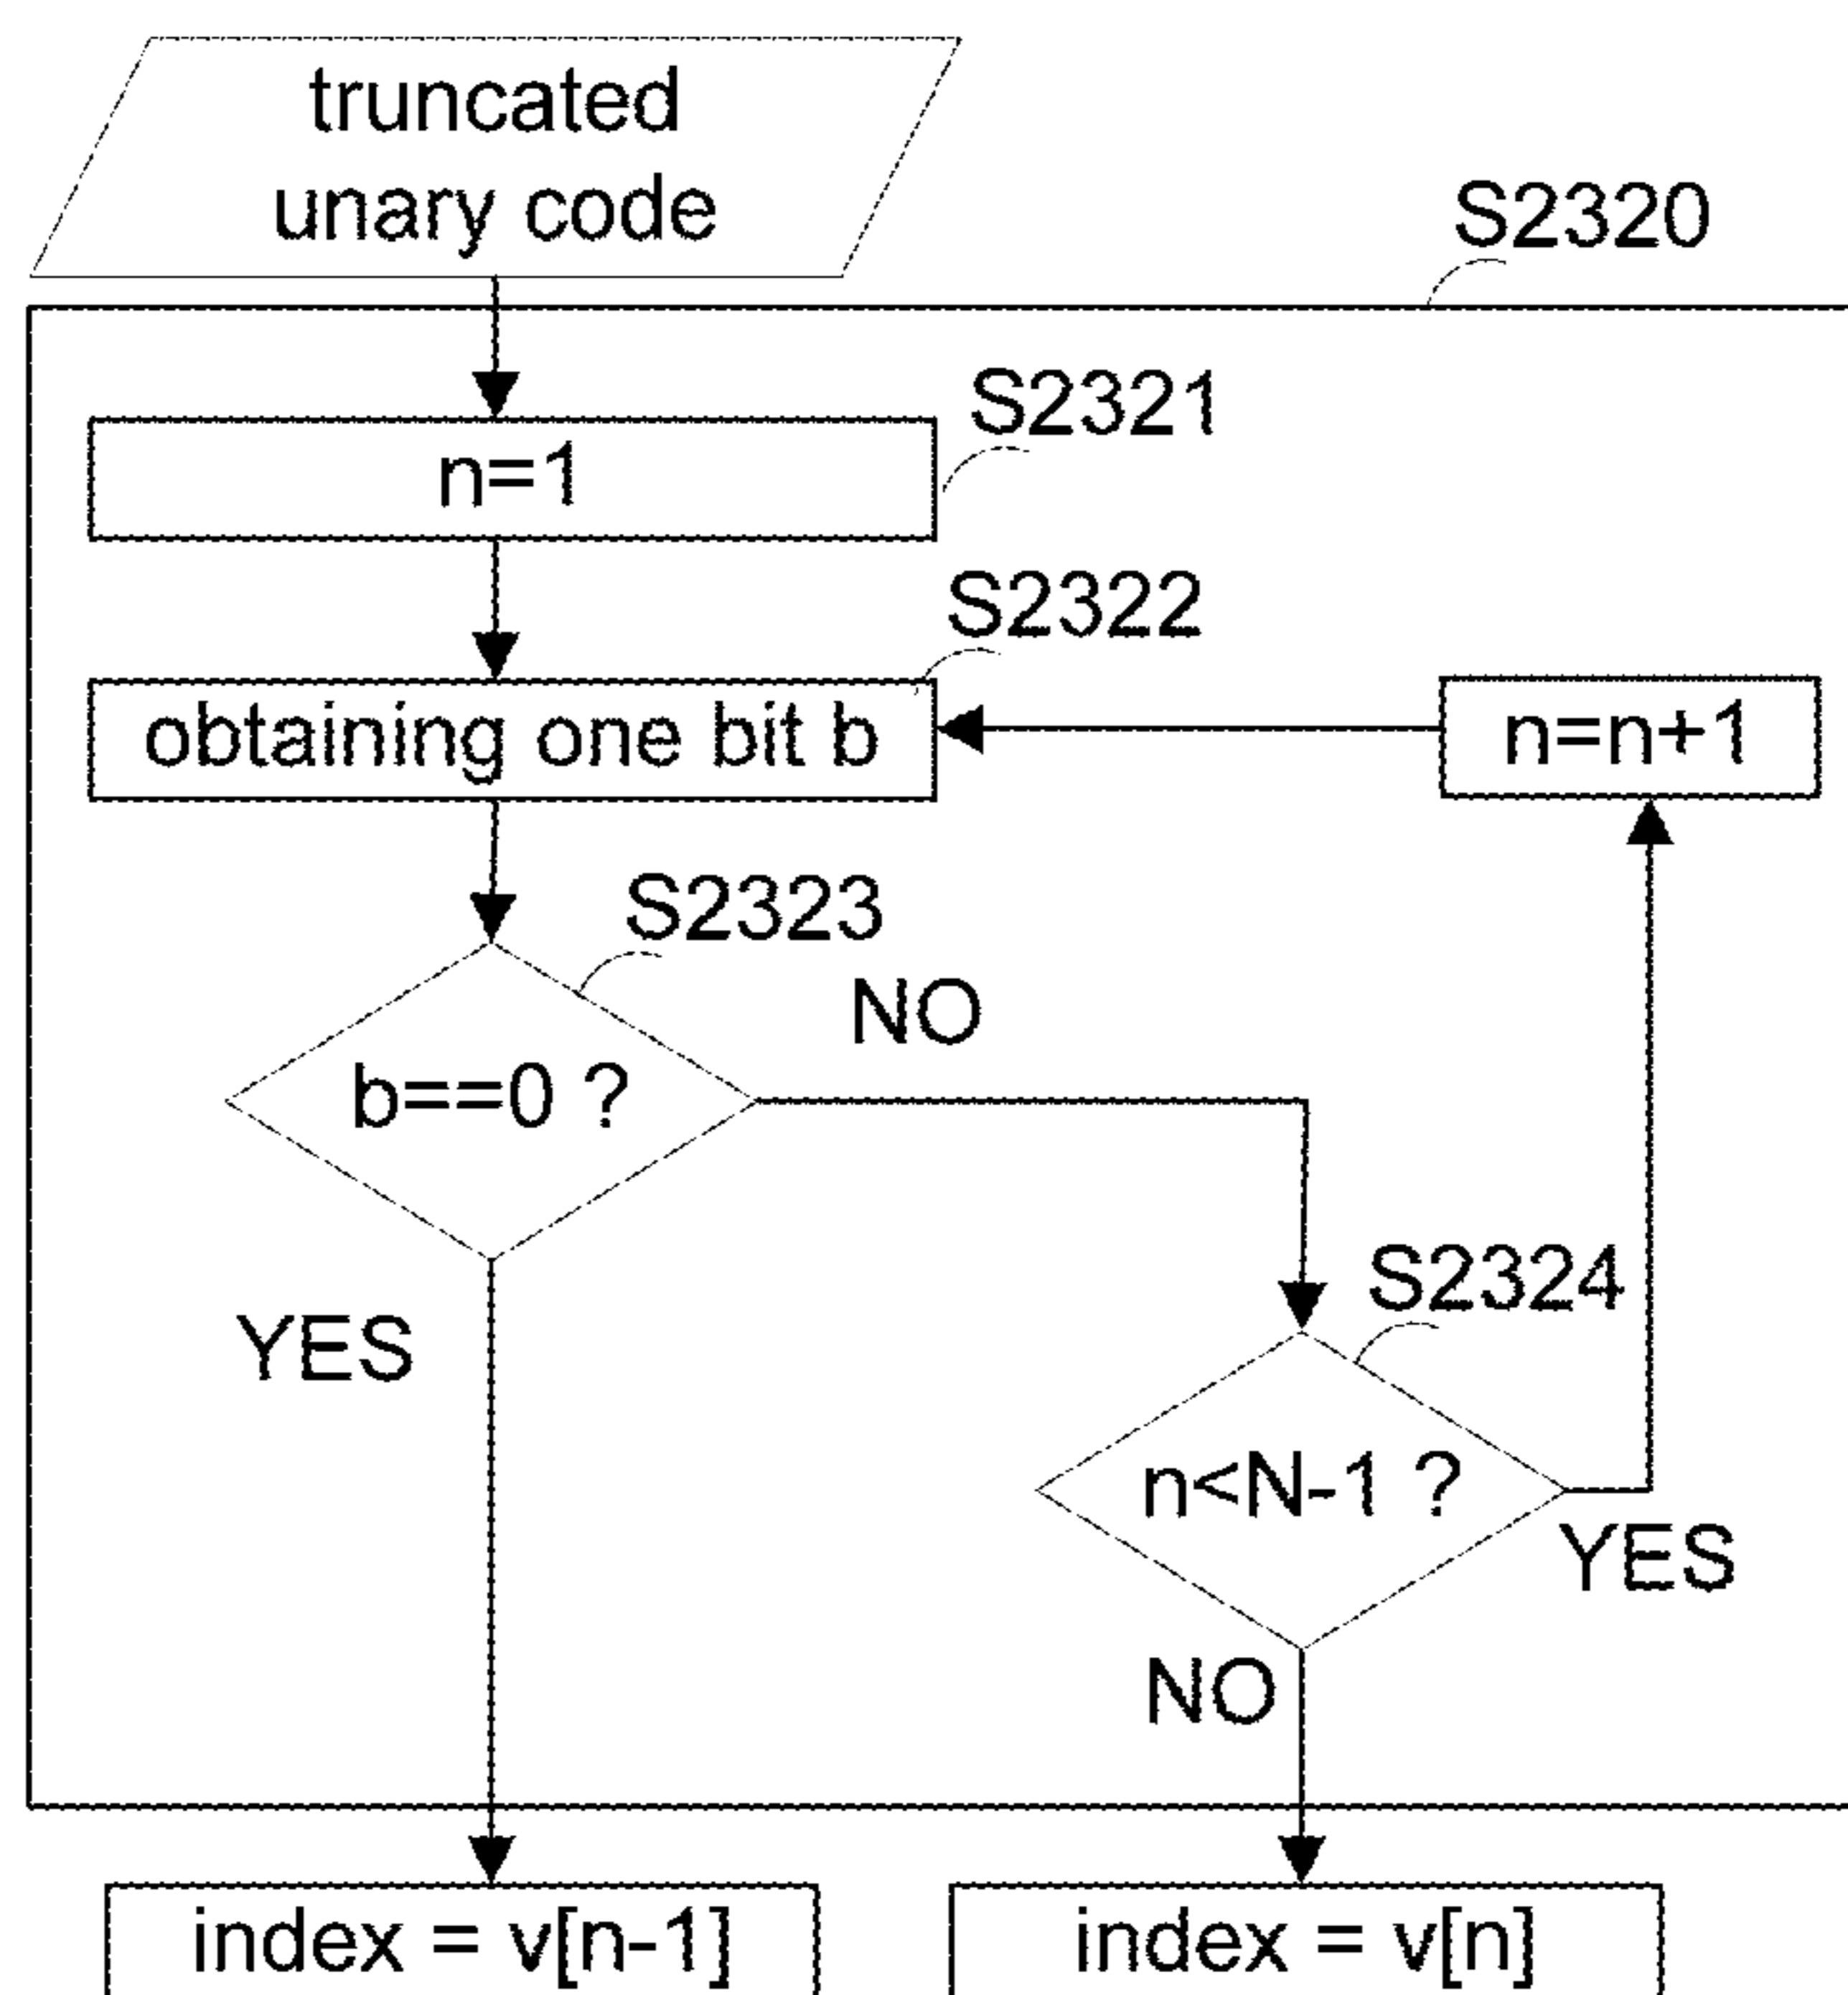 truncated
unary code
S2320
S2321
n=1
S2322
obtaining one bit b
n=n+1
S2323
NO
b==0 ?
S2324
YES
n<N-1 ?
YES
NO
index = v[n-1]
index = v[n]